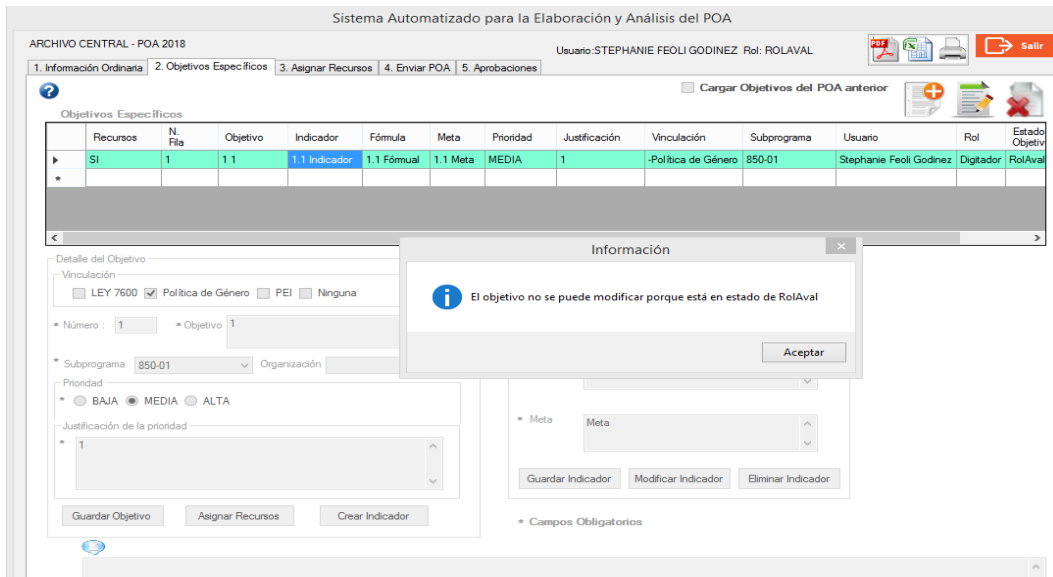 Sistema Automatizado para la Elaboración y Análisis del POA
ARCHIVO CENTRAL - POA 2018
Usuario:STEPHANIE FEOLI GODINEZ Rol: ROLAVAL
PDF
Salir
1. Información Ordinaria 2. Objetivos Específicos 3. Asignar Recursos 4. Enviar POA 5. Aprobaciones
Cargar Objetivos del POA anterior
Objetivos Específicos
Recursos N. Fila Objetivo Indicador Fórmula Meta Prioridad Justificación Vinculación Subprograma Usuario Rol Estado Objetiv
SI 1 1 1 1.1 Indicador 1.1 Fómual 1.1 Meta MEDIA 1 -Política de Género 850-01 Stephanie Feoli Godinez Digitador RolAval
Información
El objetivo no se puede modificar porque está en estado de RolAval
Aceptar
Detalle del Objetivo
Vinculación
LEY 7600 Política de Género PEI Ninguna
* Número : 1 * Objetivo 1
* Subprograma 850-01 Organización
Prioridad
* BAJA MEDIA ALTA
Justificación de la prioridad
* 1
* Meta Meta
Guardar Indicador Modificar Indicador Eliminar Indicador
Guardar Objetivo Asignar Recursos Crear Indicador
* Campos Obligatorios